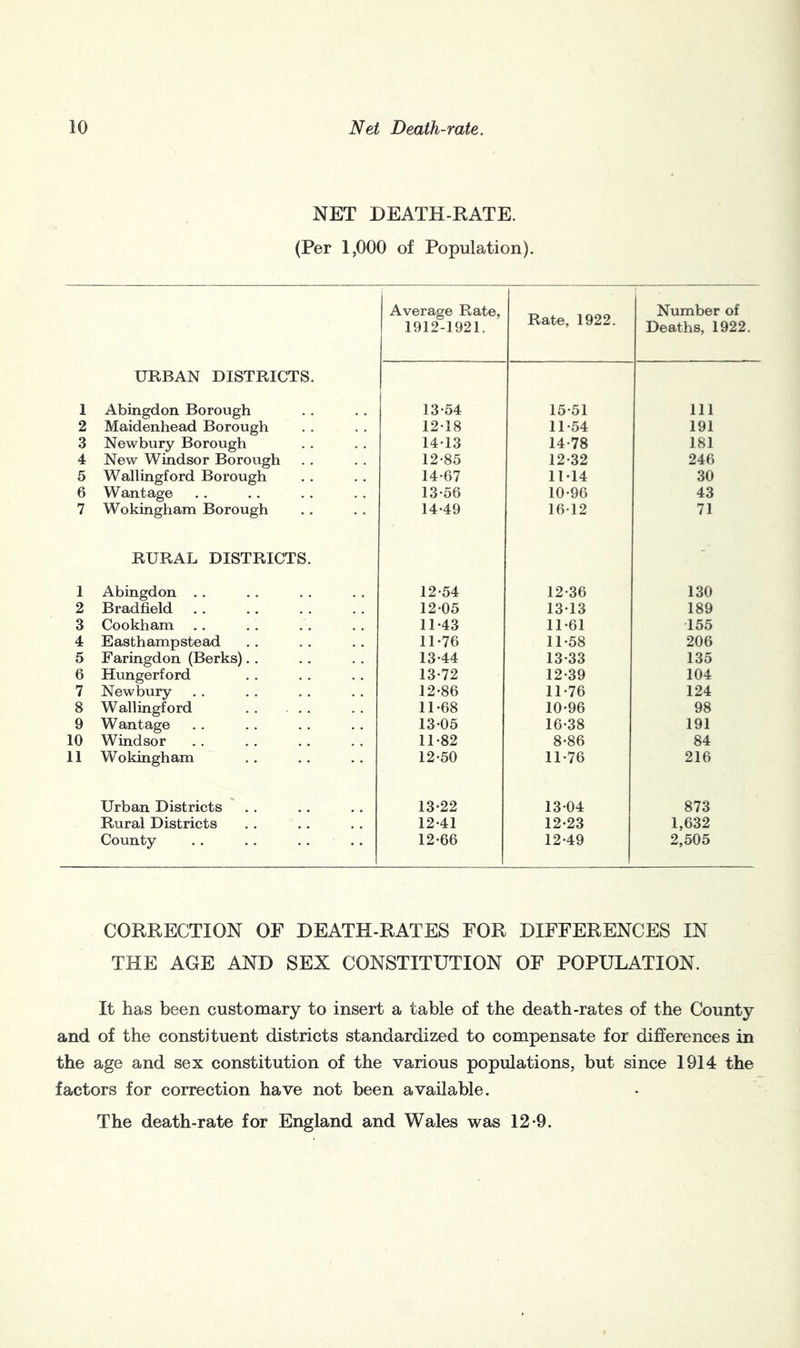 10 Net Death-rate.
NET DEATH-RATE.
(Per 1,000 of Population).
Average Rate, 1912-1921. Rate, 1922. Number of Deaths, 1922.
URBAN DISTRICTS.
1 Abingdon Borough .. .. 13·54 15·51 111
2 Maidenhead Borough .. .. 12·18 11·54 191
3 Newbury Borough .. .. 14·13 14·78 181
4 New Windsor Borough .. .. 12·85 12·32 246
5 Wallingford Borough .. .. 14·67 11·14 30
6 Wantage .. .. .. .. 13·56 10·96 43
7 Wokingham Borough .. .. 14·49 16·12 71
RURAL DISTRICTS.
1 Abingdon .. .. .. .. 12·54 12·36 130
2 Bradfield .. .. .. .. 12·05 13·13 189
3 Cookham .. .. .. .. 11·43 11·61 155
4 Easthampstead .. .. .. 11·76 11·58 206
5 Faringdon (Berks) .. .. .. 13·44 13·33 135
6 Hungerford .. .. .. 13·72 12·39 104
7 Newbury .. .. .. .. 12·86 11·76 124
8 Wallingford .. .. .. 11·68 10·96 98
9 Wantage .. .. .. .. 13·05 16·38 191
10 Windsor .. .. .. .. 11·82 8·86 84
11 Wokingham .. .. .. 12·50 11·76 216
Urban Districts .. .. .. 13·22 13·04 873
Rural Districts .. .. .. 12·41 12·23 1,632
County .. .. .. .. 12·66 12·49 2,505
CORRECTION OF DEATH-RATES FOR DIFFERENCES IN
THE AGE AND SEX CONSTITUTION OF POPULATION.
It has been customary to insert a table of the death-rates of the County
and of the constituent districts standardized to compensate for differences in
the age and sex constitution of the various populations, but since 1914 the
factors for correction have not been available.
The death-rate for England and Wales was 12·9.